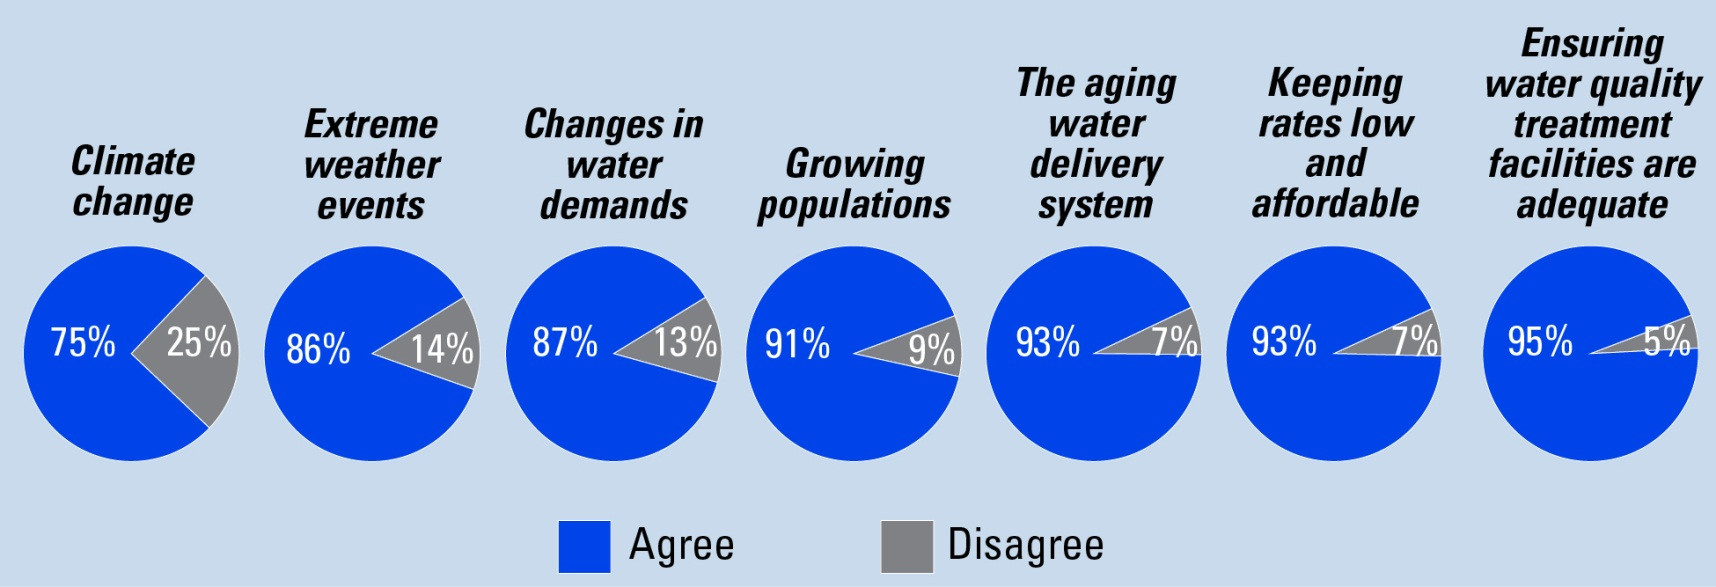 Climate
change
75%
25%
Extreme
weather
events
86%
14%
Changes in
water
demands
87%
13%
Growing
populations
91%
9%
The aging
water
delivery
system
93%
7%
Keeping
rates low
and
affordable
93%
7%
Ensuring
water quality
treatment
facilities are
adequate
95%
5%
Agree
Disagree